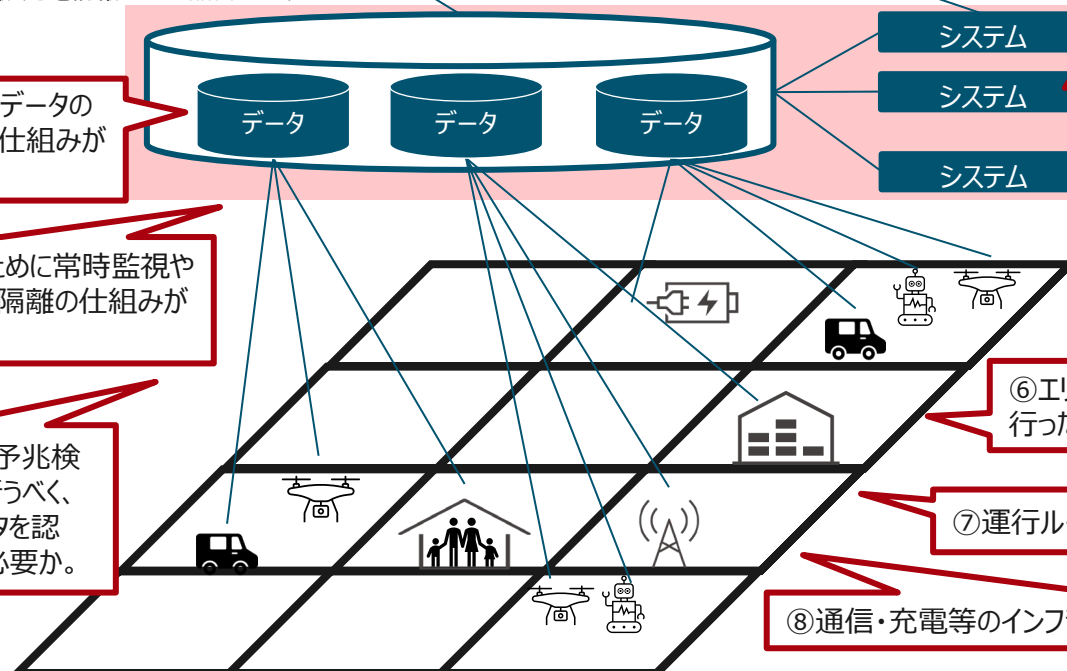 システム
データの
仕組みが
データ
データ
データ
システム
システム
ために常時監視や
隔離の仕組みが
予兆検
うべく、
タを認
必要か。
⑥エリ
行った
⑦運行ル
⑧通信・充電等のインフ